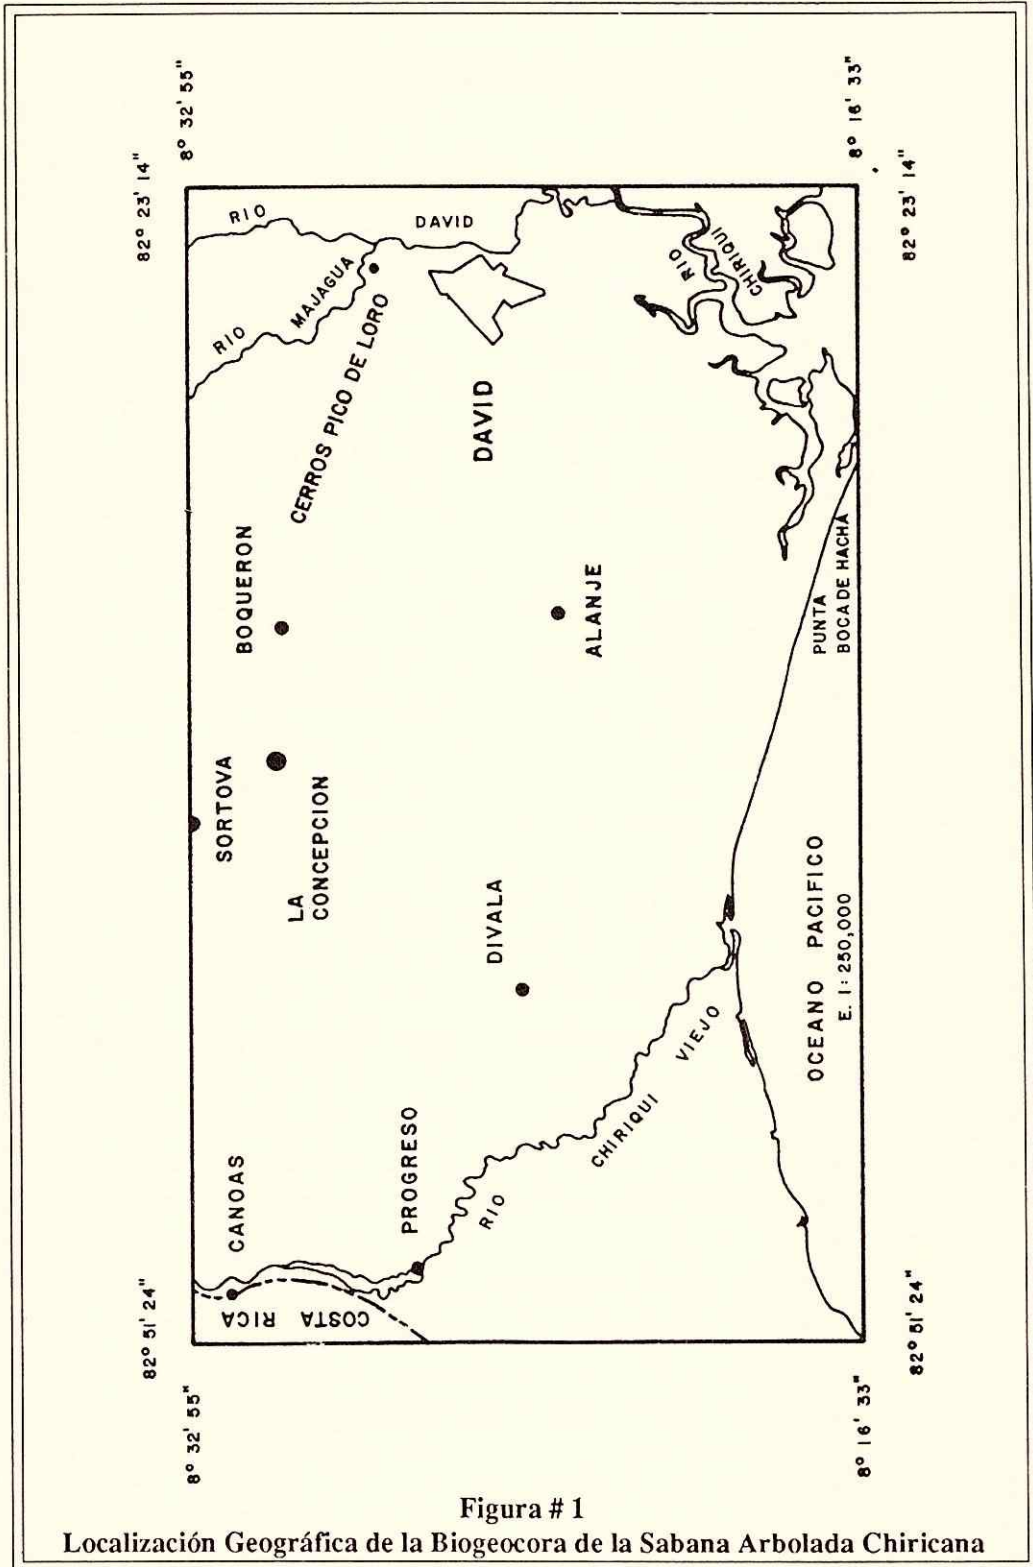 82° 51' 24"
82° 23' 14"
8° 32' 55"
8° 32' 55"
COSTA RICA
CANOAS
SORTOVA
BOQUERON
RIO MAJAGUA
RIO DAVID
LA
CONCEPCION
CERROS PICO DE LORO
PROGRESO
DIVALA
DAVID
ALANJE
RIO CHIRIQUI VIEJO
RIO CHIRIQUI
PUNTA
BOCA DE HACHA
OCEANO PACIFICO
E. 1:250,000
8° 16' 33"
8° 16' 33"
82° 51' 24"
82° 23' 14"
Figura # 1
Localización Geográfica de la Biogeocora de la Sabana Arbolada Chiricana